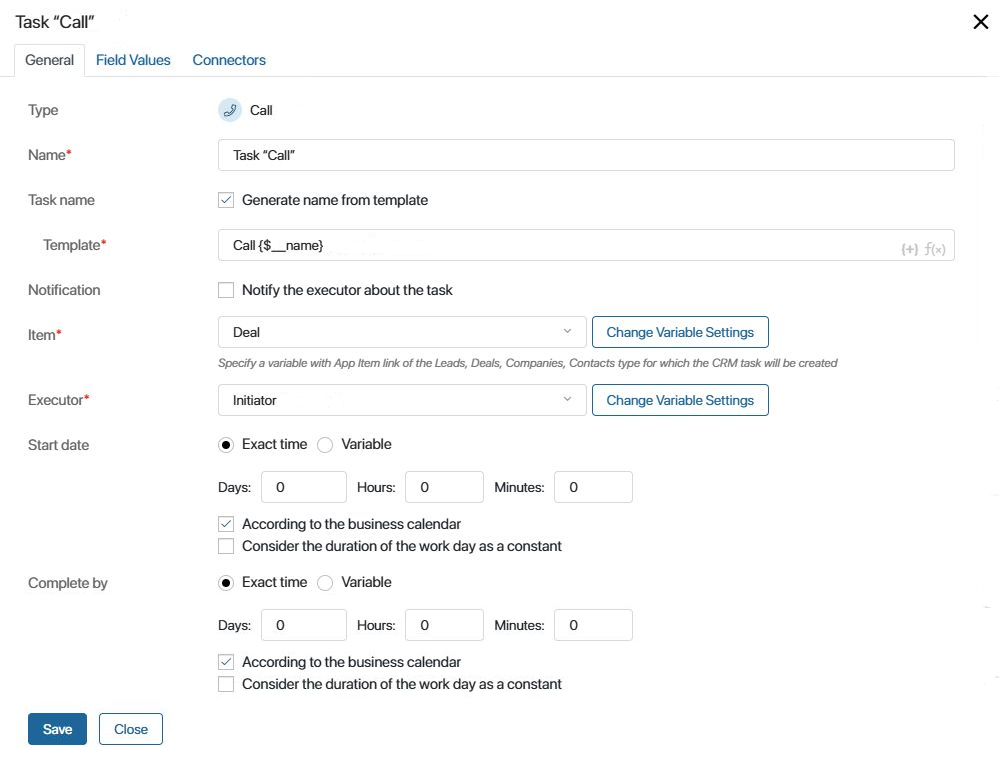 Task “Call”
General Field Values Connectors
Type Call
Name* Task “Call”
Task name Generate name from template
Template* Call {$__name} {+} f(x)
Notification Notify the executor about the task
Item* Deal Change Variable Settings
Specify a variable with App Item link of the Leads, Deals, Companies, Contacts type for which the CRM task will be created
Executor* Initiator Change Variable Settings
Start date Exact time Variable
Days: 0 Hours: 0 Minutes: 0
According to the business calendar
Consider the duration of the work day as a constant
Complete by Exact time Variable
Days: 0 Hours: 0 Minutes: 0
According to the business calendar
Consider the duration of the work day as a constant
Save Close